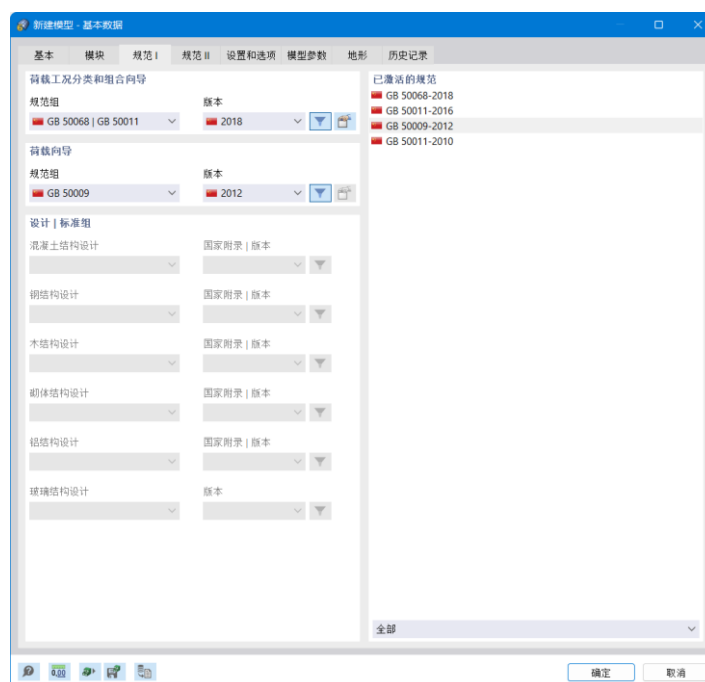 新建模型 - 基本数据
基本 模块 规范 I 规范 II 设置和选项 模型参数 地形 历史记录
荷载工况分类和组合向导
规范组 版本
GB 50068 | GB 50011 2018
荷载向导
规范组 版本
GB 50009 2012
设计 | 标准组
混凝土结构设计 国家附录 | 版本
钢结构设计 国家附录 | 版本
木结构设计 国家附录 | 版本
砌体结构设计 国家附录 | 版本
铝结构设计 国家附录 | 版本
玻璃结构设计 版本
已激活的规范
GB 50068-2018
GB 50011-2016
GB 50009-2012
GB 50011-2010
全部
0,00
确定 取消